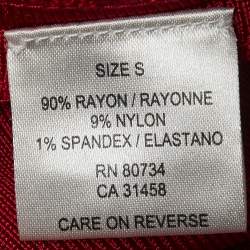 SIZE S
90% RAYON / RAYONNE
9% NYLON
1% SPANDEX / ELASTANO
RN 80734
CA 31458
CARE ON REVERSE